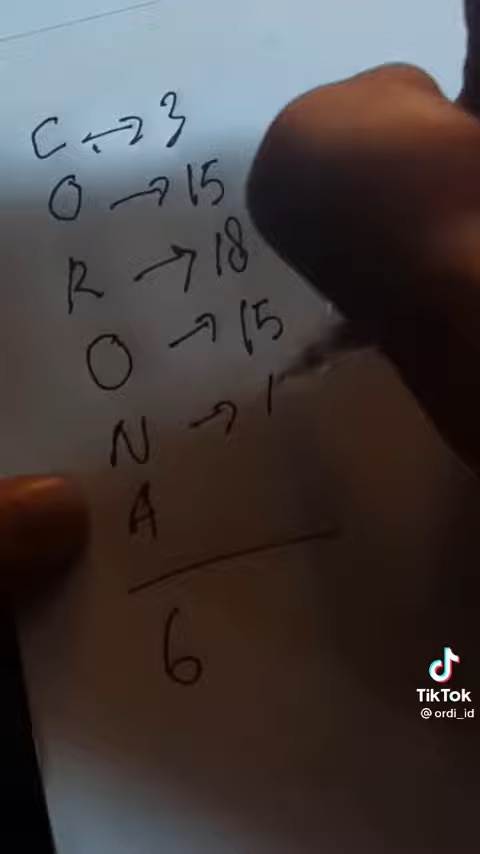 C → 3
O → 15
R → 18
O → 15
N → 1
A
6
TikTok
@ordi_id